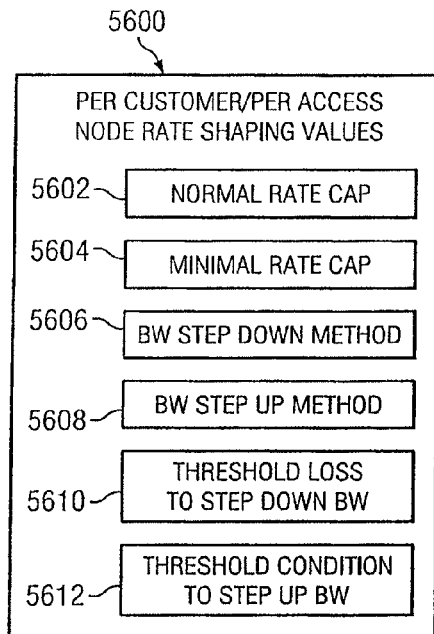 5600
PER CUSTOMER/PER ACCESS
NODE RATE SHAPING VALUES
5602
NORMAL RATE CAP
5604
MINIMAL RATE CAP
5606
BW STEP DOWN METHOD
5608
BW STEP UP METHOD
5610
THRESHOLD LOSS
TO STEP DOWN BW
5612
THRESHOLD CONDITION
TO STEP UP BW